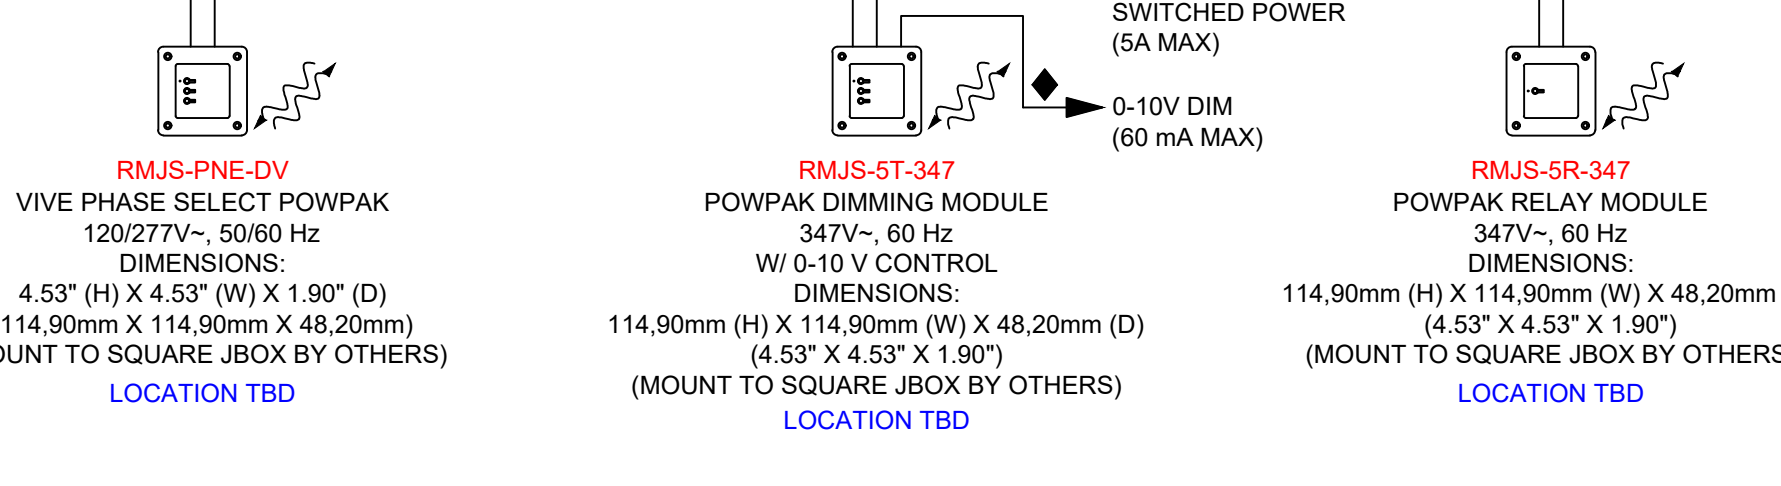 SWITCHED POWER
(5A MAX)
0-10V DIM
(60 mA MAX)
RMJS-PNE-DV
VIVE PHASE SELECT POWPAK
120/277V~, 50/60 Hz
DIMENSIONS:
4.53" (H) X 4.53" (W) X 1.90" (D)
114,90mm X 114,90mm X 48,20mm)
OUNT TO SQUARE JBOX BY OTHERS)
LOCATION TBD
RMJS-5T-347
POWPAK DIMMING MODULE
347V~, 60 Hz
W/ 0-10 V CONTROL
DIMENSIONS:
114,90mm (H) X 114,90mm (W) X 48,20mm (D)
(4.53" X 4.53" X 1.90")
(MOUNT TO SQUARE JBOX BY OTHERS)
LOCATION TBD
RMJS-5R-347
POWPAK RELAY MODULE
347V~, 60 Hz
DIMENSIONS:
114,90mm (H) X 114,90mm (W) X 48,20mm
(4.53" X 4.53" X 1.90")
(MOUNT TO SQUARE JBOX BY OTHERS
LOCATION TBD